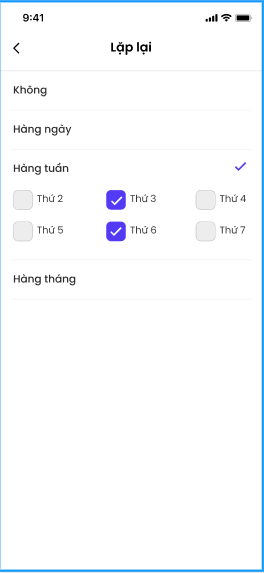 9:41
Lặp lại
Không
Hàng ngày
Hàng tuần
Thứ 2 Thứ 3 Thứ 4
Thứ 5 Thứ 6 Thứ 7
Hàng tháng